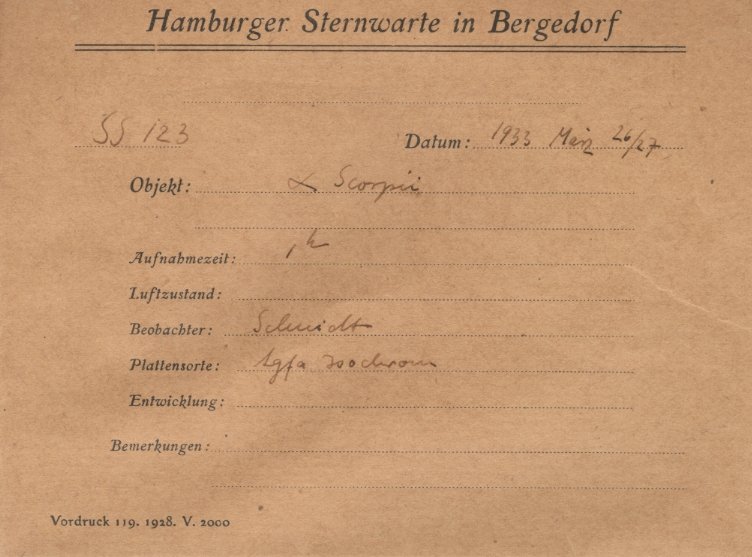 Hamburger Sternwarte in Bergedorf
SS 123 Datum: 1933 März 26/27
Objekt: α Scorpii
Aufnahmezeit: 1h
Luftzustand:
Beobachter: Schmidt
Plattensorte: Agfa Isochrom
Entwicklung:
Bemerkungen:
Vordruck 119. 1928. V. 2000